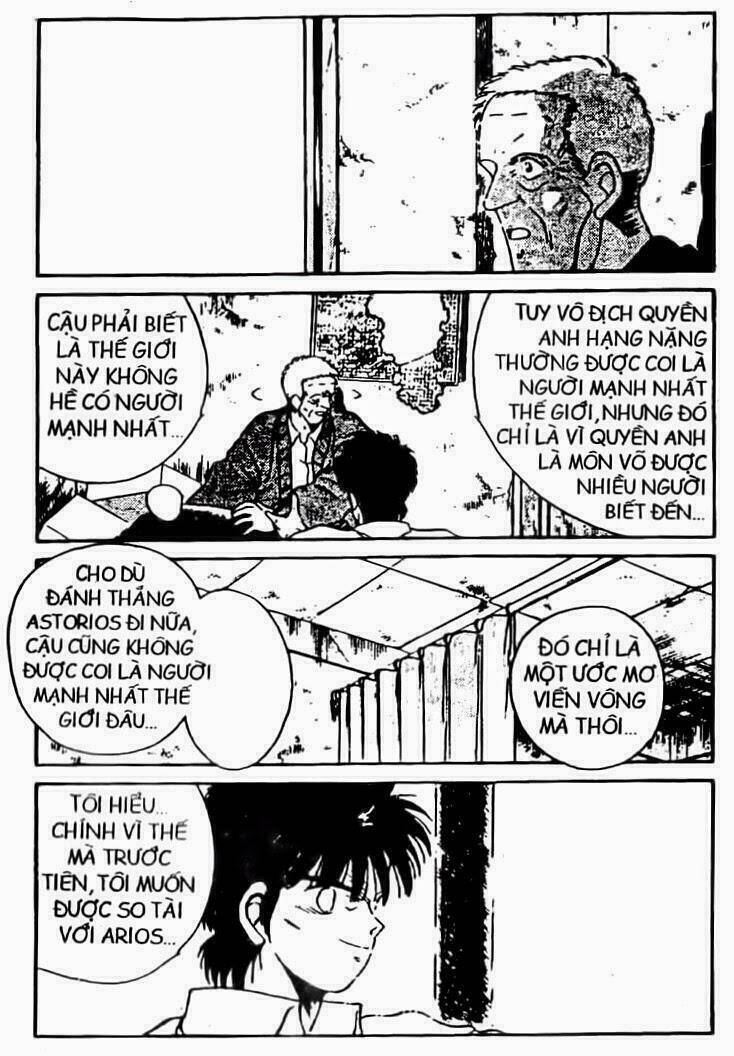 CẬU PHẢI BIẾT
LÀ THẾ GIỚI
NÀY KHÔNG
HỀ CÓ NGƯỜI
MẠNH NHẤT...
TUY VÔ ĐỊCH QUYỀN
ANH HẠNG NẶNG
THƯỜNG ĐƯỢC COI LÀ
NGƯỜI MẠNH NHẤT
THẾ GIỚI, NHƯNG ĐÓ
CHỈ LÀ VÌ QUYỀN ANH
LÀ MÔN VÕ ĐƯỢC
NHIỀU NGƯỜI
BIẾT ĐẾN...
CHO DÙ
ĐÁNH THẮNG
ASTORIOS ĐI NỮA,
CẬU CŨNG KHÔNG
ĐƯỢC COI LÀ NGƯỜI
MẠNH NHẤT THẾ
GIỚI ĐÂU...
ĐÓ CHỈ LÀ
MỘT ƯỚC MƠ
VIỂN VÔNG
MÀ THÔI...
TÔI HIỂU...
CHÍNH VÌ THẾ
MÀ TRƯỚC
TIÊN, TÔI MUỐN
ĐƯỢC SO TÀI
VỚI ARIOS...